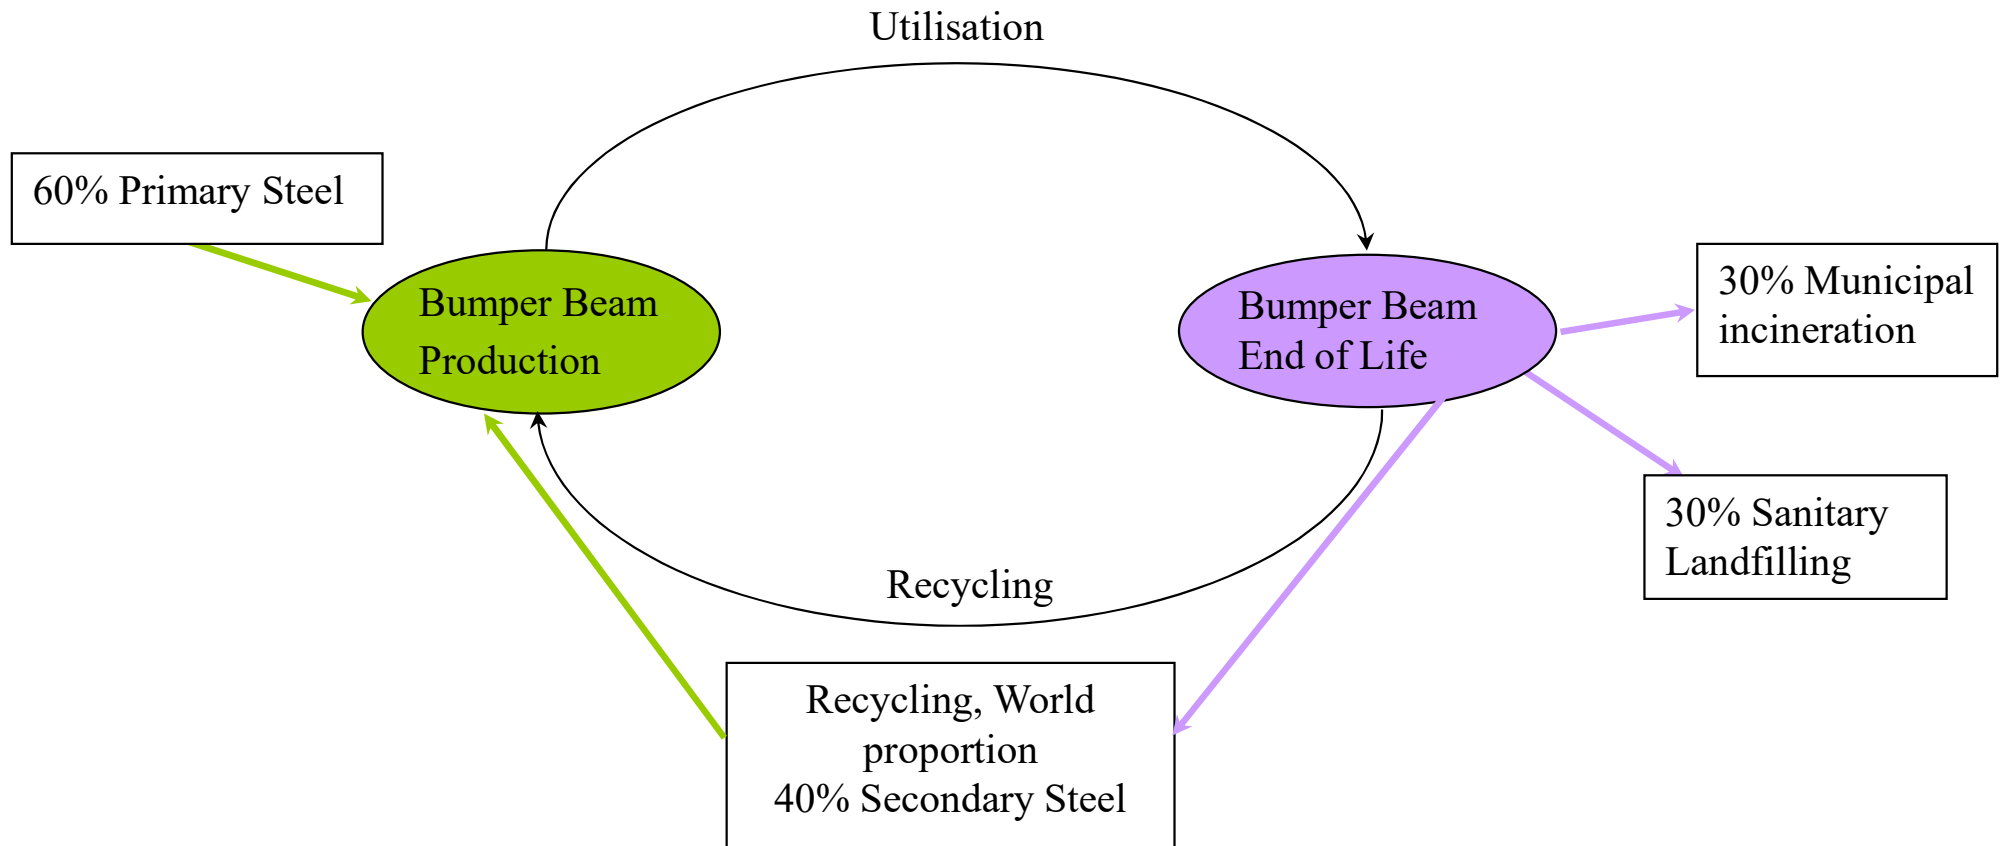 Utilisation
60% Primary Steel
Bumper Beam
Production
Bumper Beam
End of Life
30% Municipal
incineration
30% Sanitary
Landfilling
Recycling
Recycling, World
proportion
40% Secondary Steel